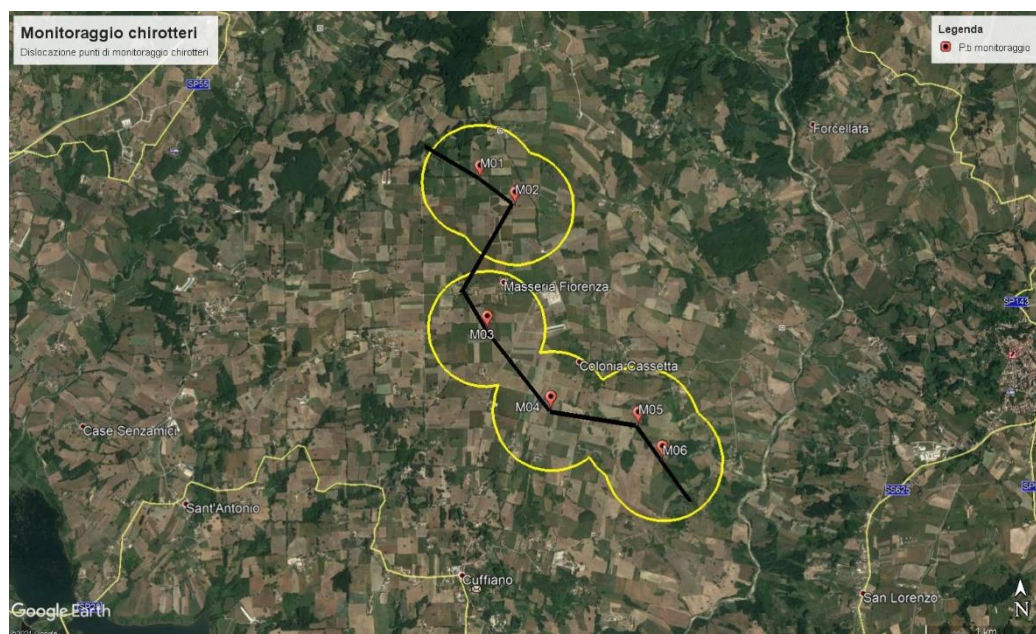 Monitoraggio chirotteri
Dislocazione punti di monitoraggio chirotteri
Legenda
P.ti monitoraggio
SP55
Forcellata
M01
M02
Masseria Fiorenza
SP143
M03
Colonia Cassetta
M04
M05
M06
Case Senzamici
Sant'Antonio
SS625
Cuffiano
San Lorenzo
Google Earth
N
1 km